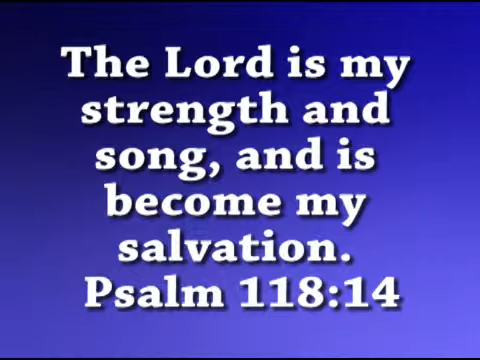 The Lord is my
strength and
song, and is
become my
salvation.
Psalm 118:14